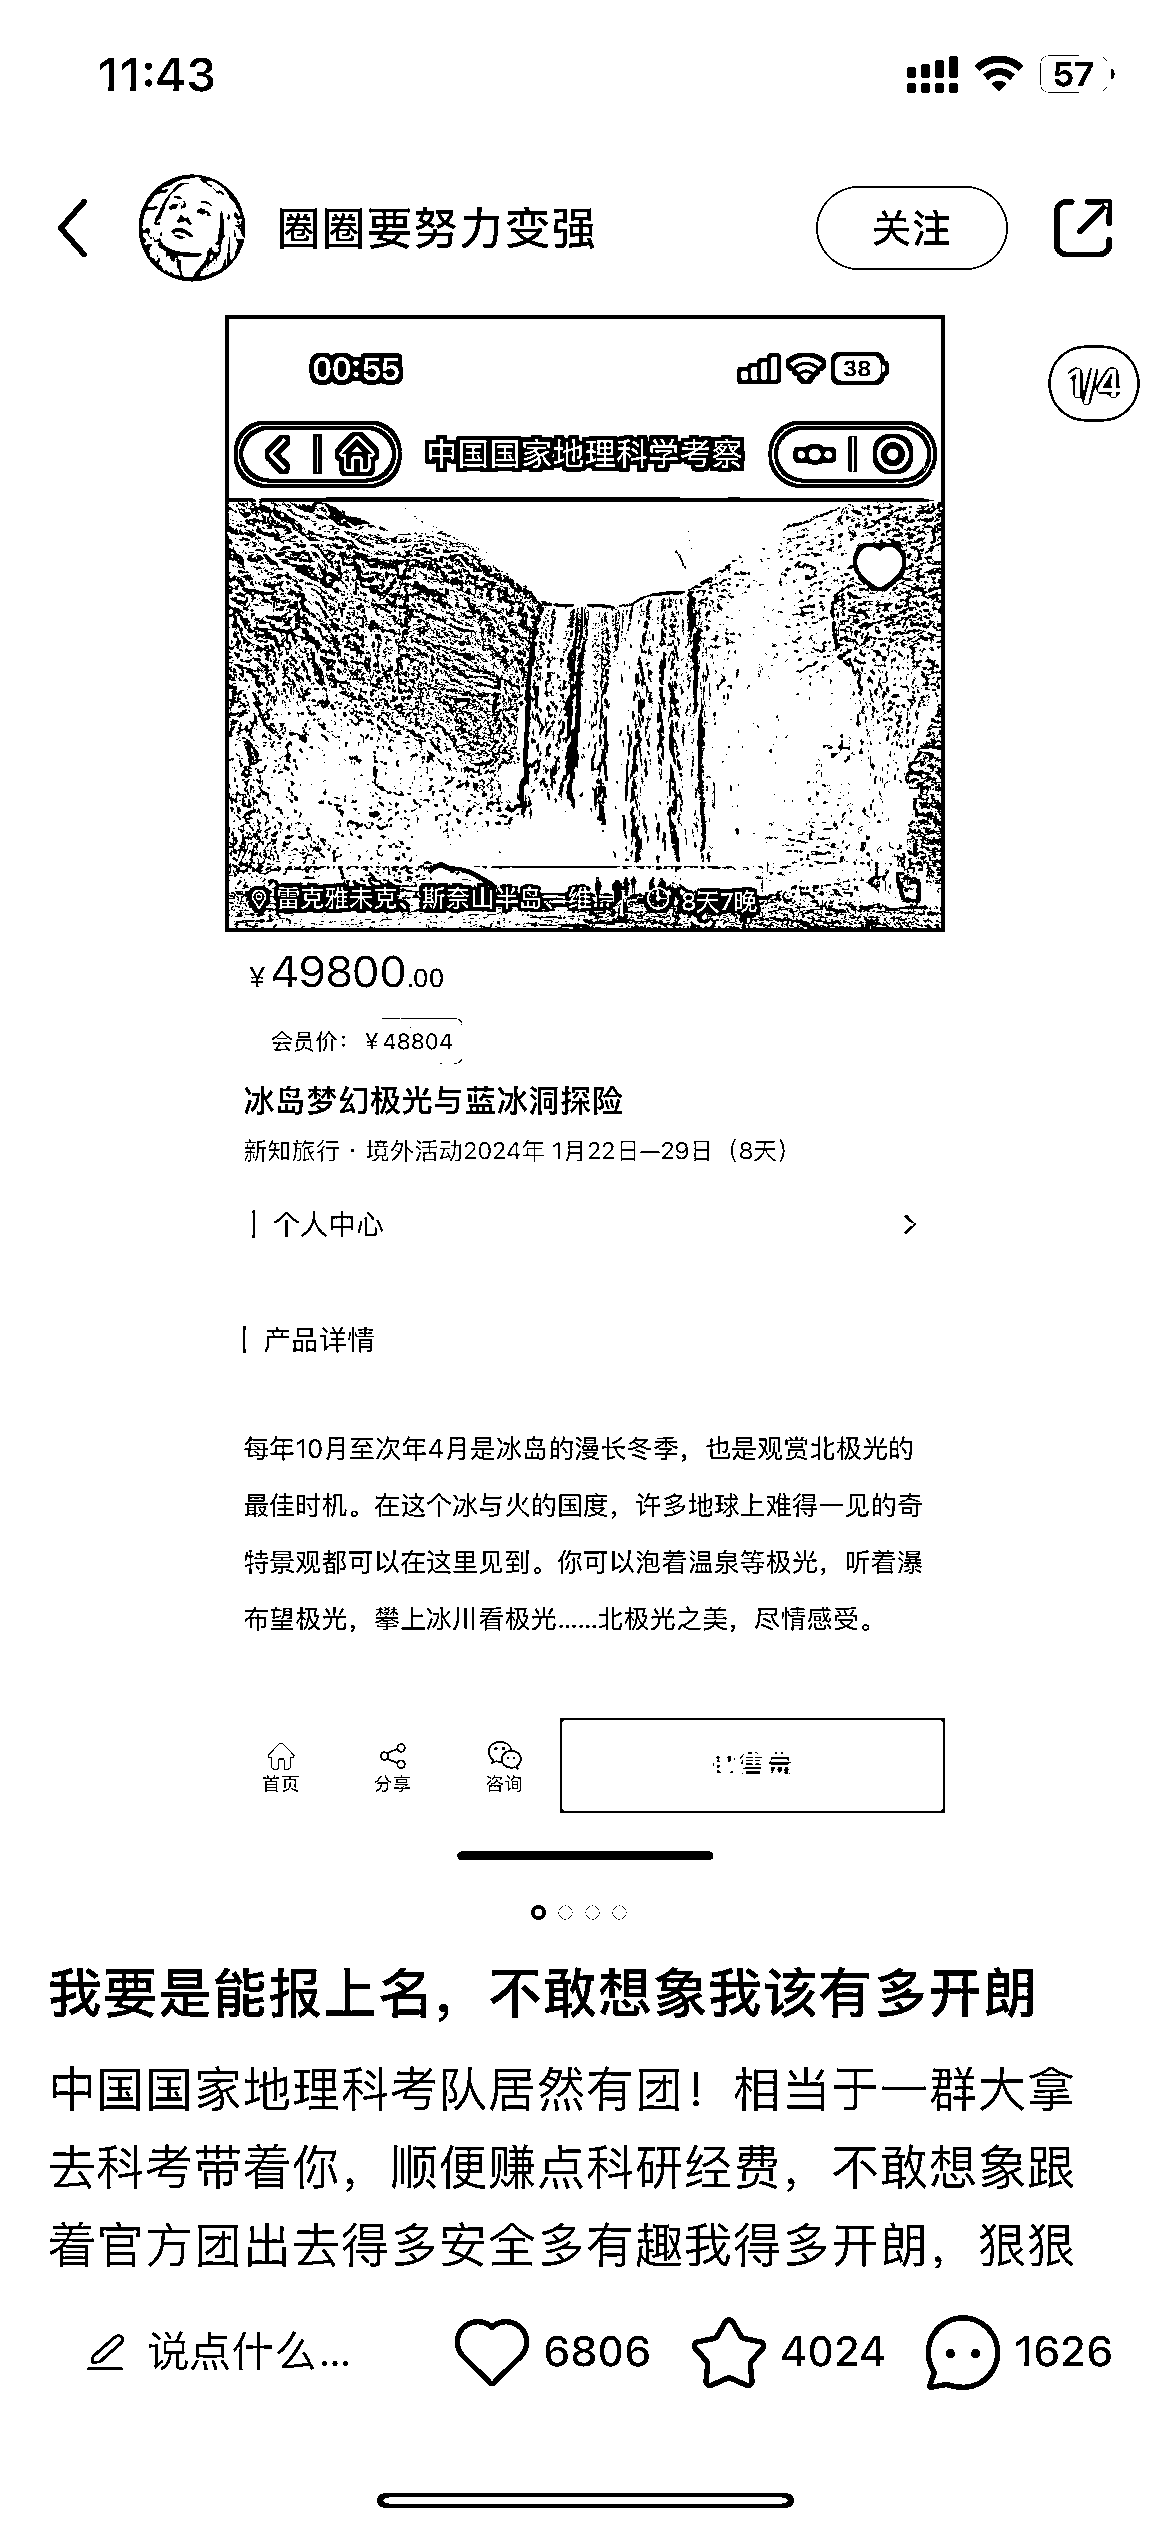 11:43
57
圈圈要努力变强
关注
00:55
38
1/4
中国国家地理科学考察
雷克雅未克、斯奈山半岛、维...
8天7晚
¥49800.00
会员价：¥48804
冰岛梦幻极光与蓝冰洞探险
新知旅行 · 境外活动2024年 1月22日—29日（8天）
个人中心
产品详情
每年10月至次年4月是冰岛的漫长冬季，也是观赏北极光的
最佳时机。在这个冰与火的国度，许多地球上难得一见的奇
特景观都可以在这里见到。你可以泡着温泉等极光，听着瀑
布望极光，攀上冰川看极光......北极光之美，尽情感受。
首页
分享
咨询
我要是能报上名，不敢想象我该有多开朗
中国国家地理科考队居然有团！相当于一群大拿
去科考带着你，顺便赚点科研经费，不敢想象跟
着官方团出去得多安全多有趣我得多开朗，狠狠
说点什么...
6806
4024
1626